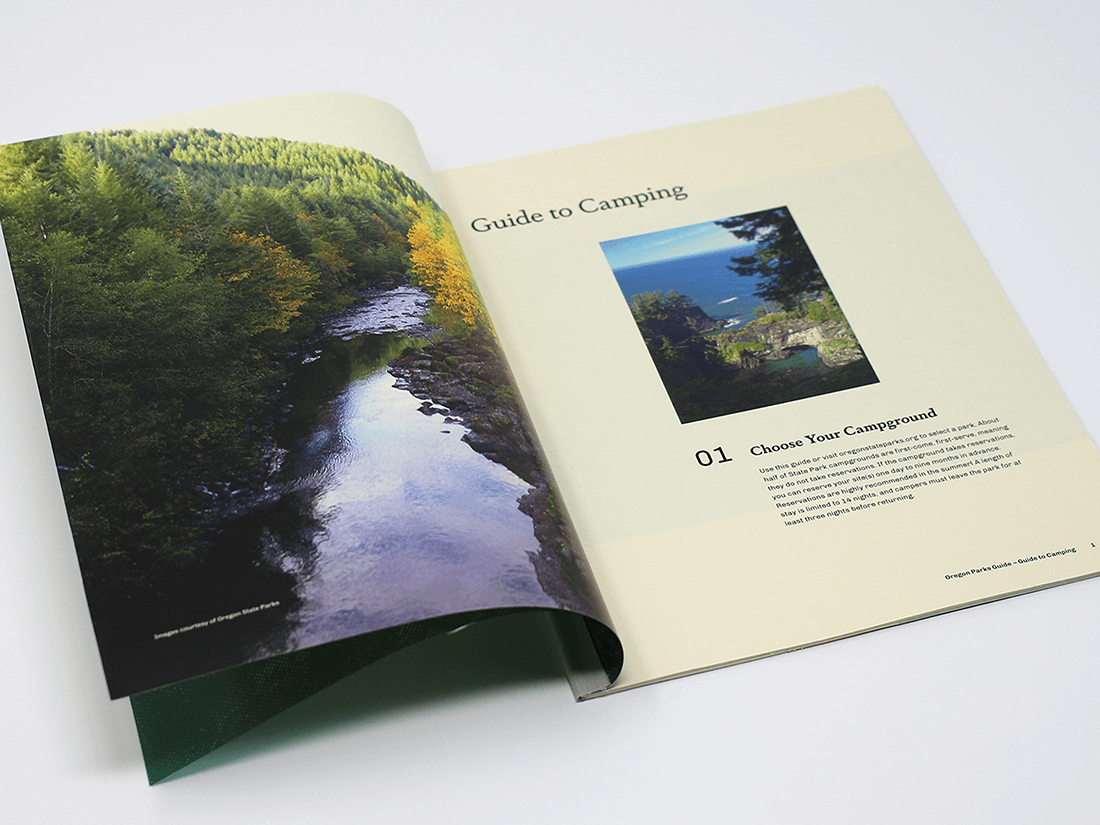 Images courtesy of Oregon State Parks
Guide to Camping
01 Choose Your Campground
Use this guide or visit oregonstateparks.org to select a park. About
half of State Park campgrounds are first-come, first-serve, meaning
they do not take reservations. If the campground takes reservations,
you can reserve your site(s) one day to nine months in advance.
Reservations are highly recommended in the summer! A length of
stay is limited to 14 nights, and campers must leave the park for at
least three nights before returning.
Oregon Parks Guide – Guide to Camping 1